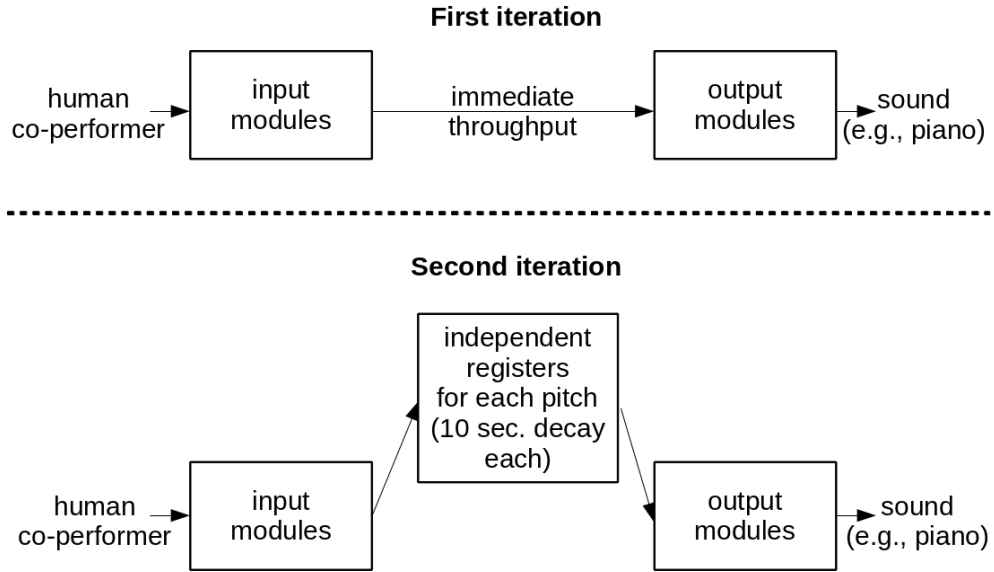 First iteration
human
co-performer
input
modules
immediate
throughput
output
modules
sound
(e.g., piano)
Second iteration
independent
registers
for each pitch
(10 sec. decay
each)
human
co-performer
input
modules
output
modules
sound
(e.g., piano)